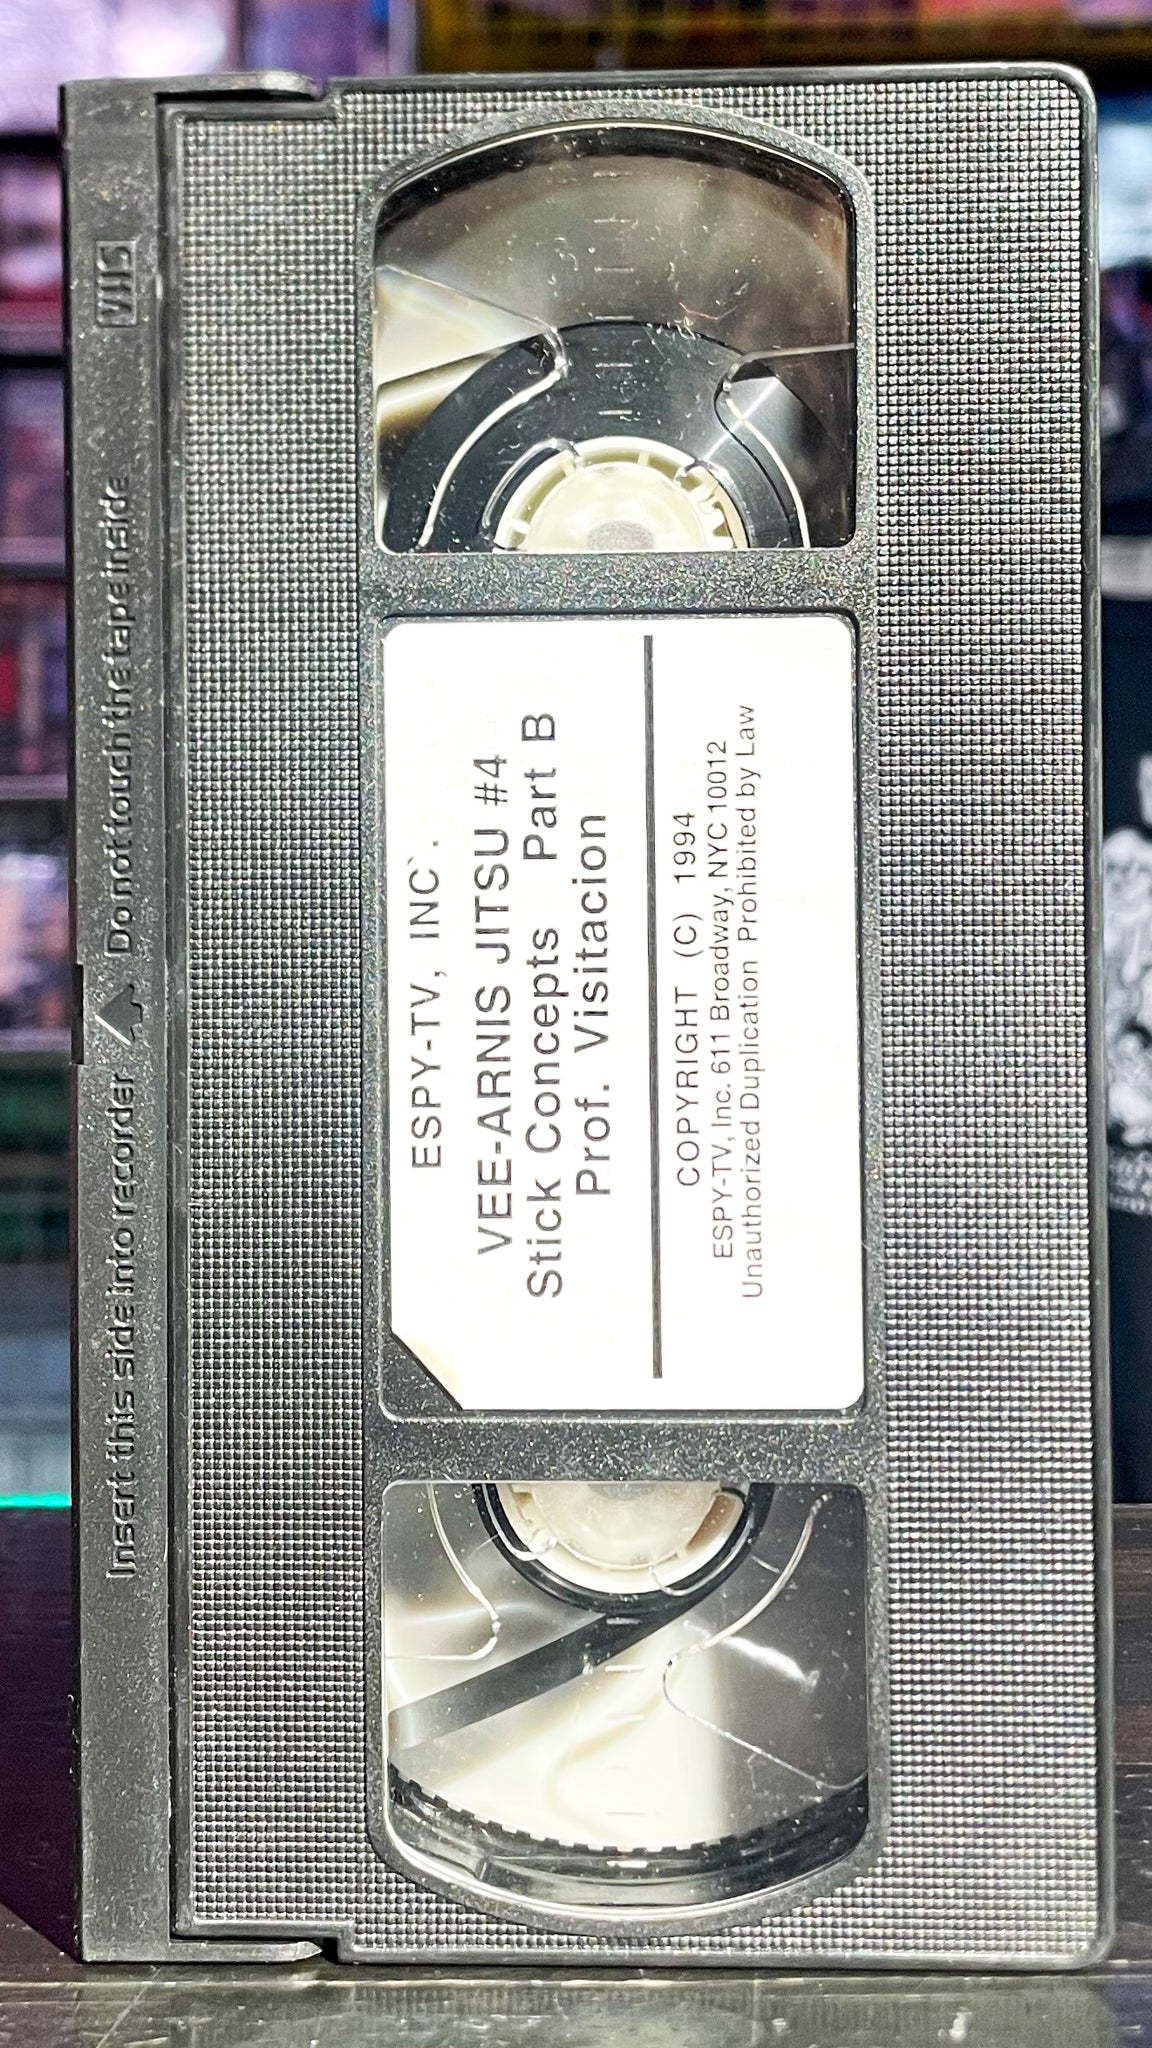 ESPY-TV, INC.
VEE-ARNIS JITSU #4
Stick Concepts Part B
Prof. Visitacion
COPYRIGHT (C) 1994
ESPY-TV, Inc. 611 Broadway, NYC 10012
Unauthorized Duplication Prohibited by Law
VHS
Insert this side into recorder
Do not touch the tape inside